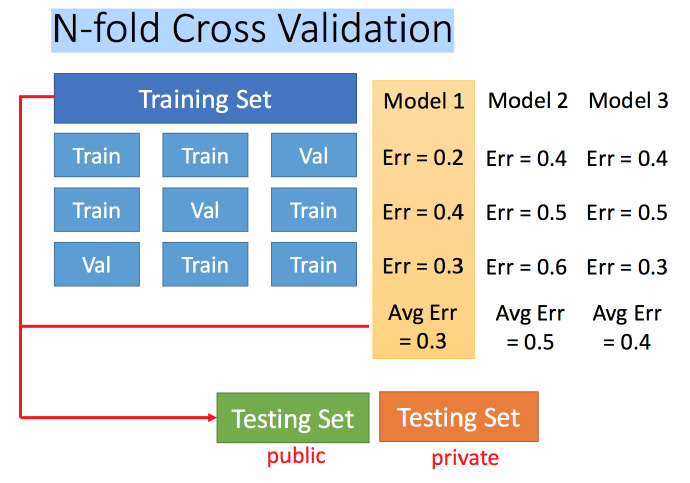 N-fold Cross Validation
Training Set
Model 1 Model 2 Model 3
Train Train Val
Err = 0.2 Err = 0.4 Err = 0.4
Train Val Train
Err = 0.4 Err = 0.5 Err = 0.5
Val Train Train
Err = 0.3 Err = 0.6 Err = 0.3
Avg Err Avg Err Avg Err
= 0.3 = 0.5 = 0.4
Testing Set Testing Set
public private